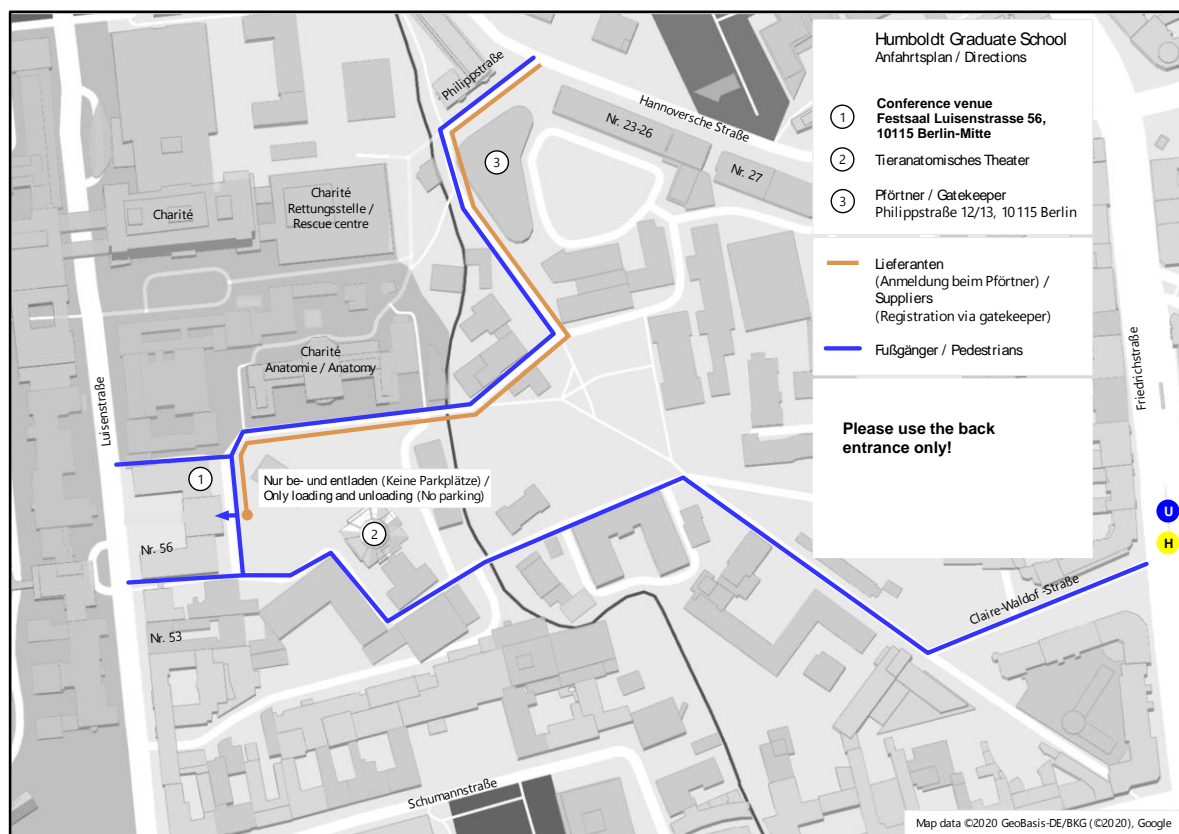 Humboldt Graduate School
Anfahrtsplan / Directions
1
Conference venue
Festsaal Luisenstrasse 56,
10115 Berlin-Mitte
2
Tieranatomisches Theater
3
Pförtner / Gatekeeper
Philippstraße 12/13, 10115 Berlin
Lieferanten
(Anmeldung beim Pförtner) /
Suppliers
(Registration via gatekeeper)
Fußgänger / Pedestrians
Please use the back
entrance only!
Philippstraße
Hannoversche Straße
Nr. 23-26
Nr. 27
3
Charité
Charité
Rettungsstelle /
Rescue centre
Charité
Anatomie / Anatomy
Luisenstraße
Friedrichstraße
1
Nur be- und entladen (Keine Parkplätze) /
Only loading and unloading (No parking)
2
Nr. 56
Nr. 53
U
H
Claire-Waldof-Straße
Schumannstraße
Map data ©2020 GeoBasis-DE/BKG (©2020), Google